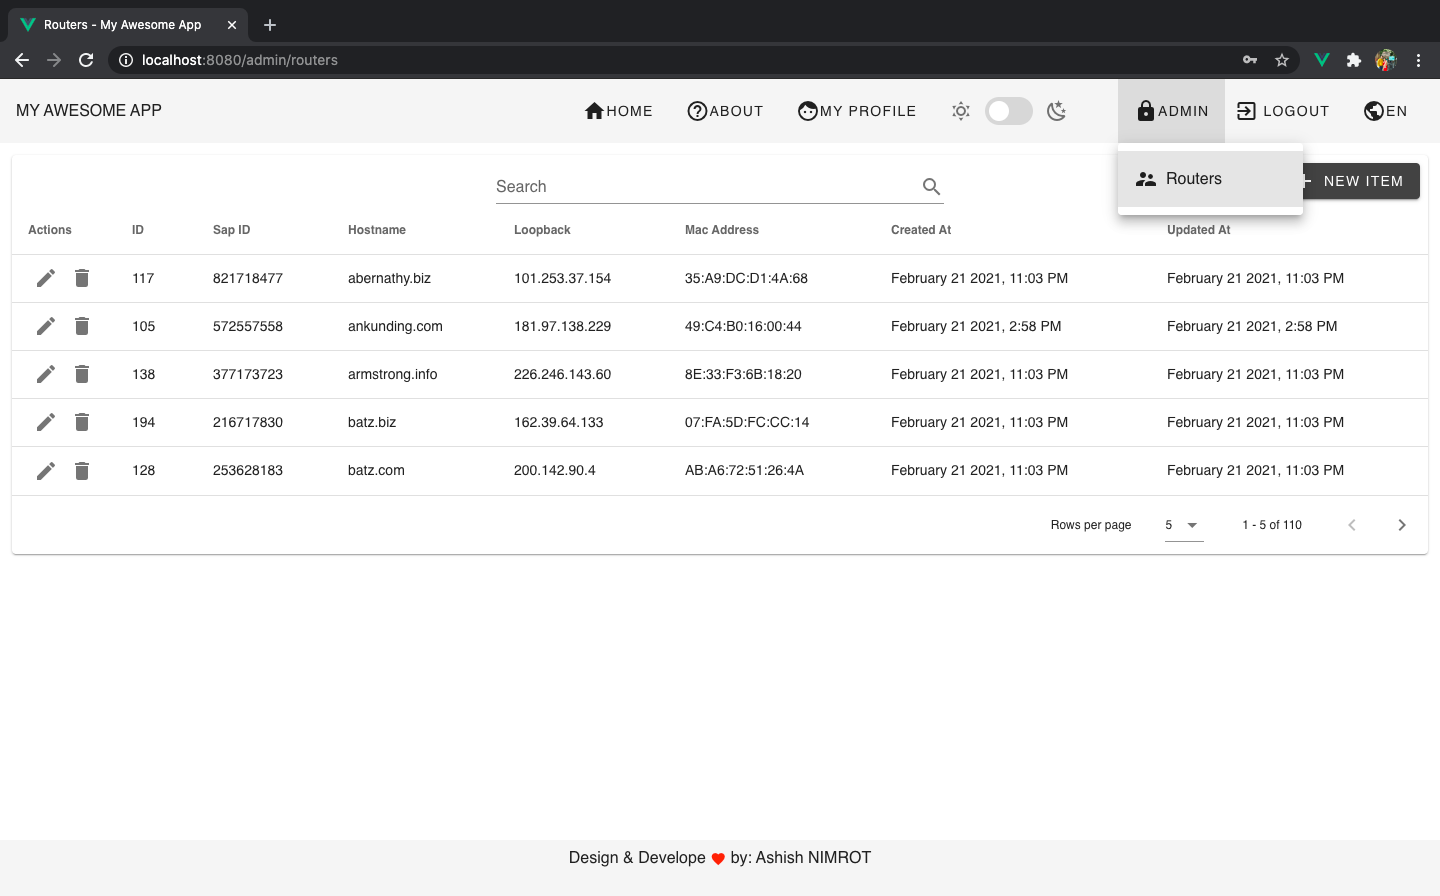 Routers - My Awesome App
localhost:8080/admin/routers
MY AWESOME APP
HOME
ABOUT
MY PROFILE
ADMIN
LOGOUT
EN
Routers
Search
NEW ITEM
Actions ID Sap ID Hostname Loopback Mac Address Created At Updated At
117 821718477 abernathy.biz 101.253.37.154 35:A9:DC:D1:4A:68 February 21 2021, 11:03 PM February 21 2021, 11:03 PM
105 572557558 ankunding.com 181.97.138.229 49:C4:B0:16:00:44 February 21 2021, 2:58 PM February 21 2021, 2:58 PM
138 377173723 armstrong.info 226.246.143.60 8E:33:F3:6B:18:20 February 21 2021, 11:03 PM February 21 2021, 11:03 PM
194 216717830 batz.biz 162.39.64.133 07:FA:5D:FC:CC:14 February 21 2021, 11:03 PM February 21 2021, 11:03 PM
128 253628183 batz.com 200.142.90.4 AB:A6:72:51:26:4A February 21 2021, 11:03 PM February 21 2021, 11:03 PM
Rows per page 5 1 - 5 of 110
Design & Develope ❤ by: Ashish NIMROT